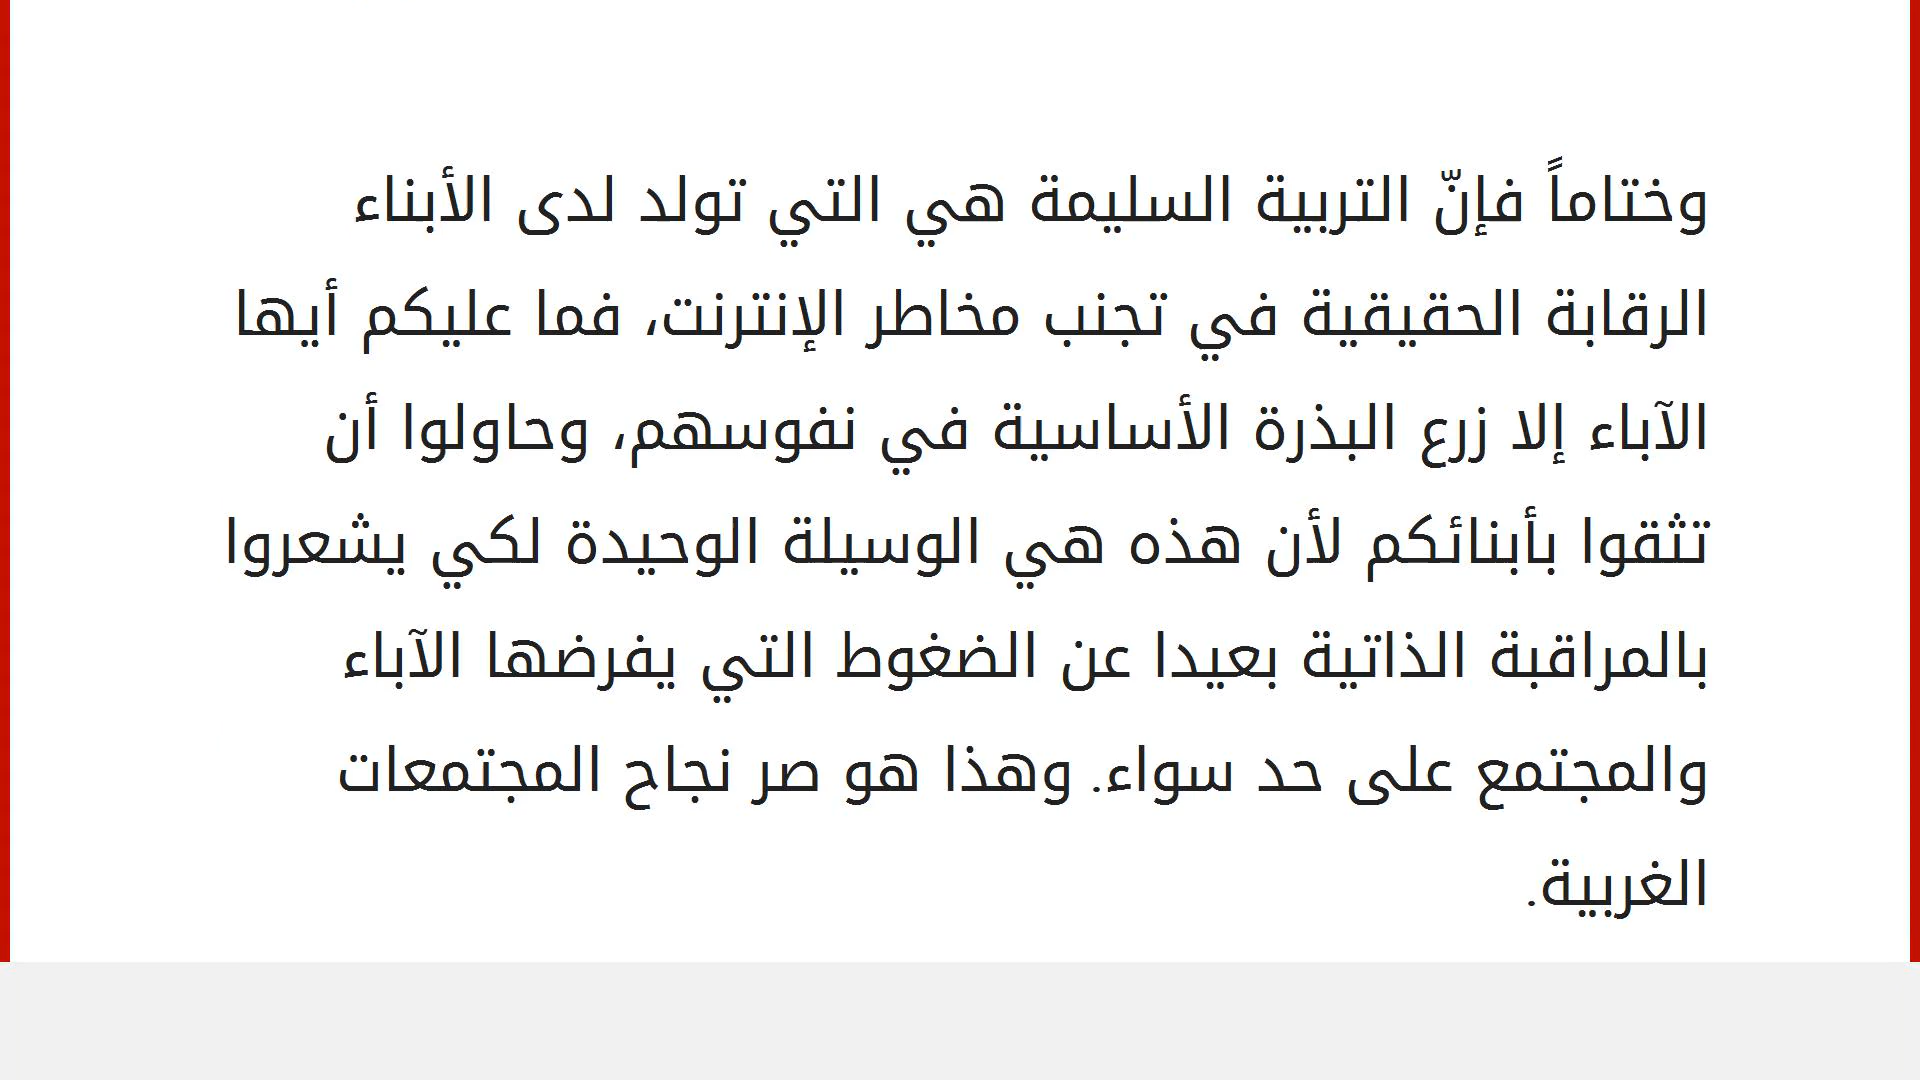 وختاماً فإنّ التربية السليمة هي التي تولد لدى الأبناء
الرقابة الحقيقية في تجنب مخاطر الإنترنت، فما عليكم أيها
الآباء إلا زرع البذرة الأساسية في نفوسهم، وحاولوا أن
تثقوا بأبنائكم لأن هذه هي الوسيلة الوحيدة لكي يشعروا
بالمراقبة الذاتية بعيدا عن الضغوط التي يفرضها الآباء
والمجتمع على حد سواء. وهذا هو صر نجاح المجتمعات
الغربية.